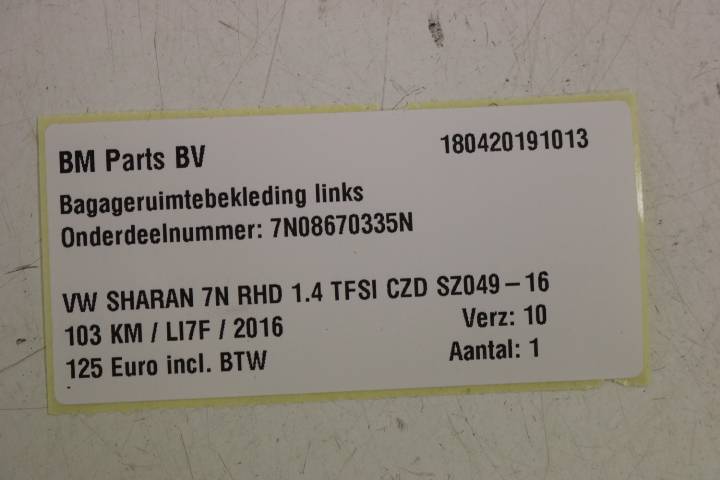 BM Parts BV 180420191013
Bagageruimtebekleding links
Onderdeelnummer: 7N08670335N
VW SHARAN 7N RHD 1.4 TFSI CZD SZ049-16
103 KM / LI7F / 2016 Verz: 10
125 Euro incl. BTW Aantal: 1